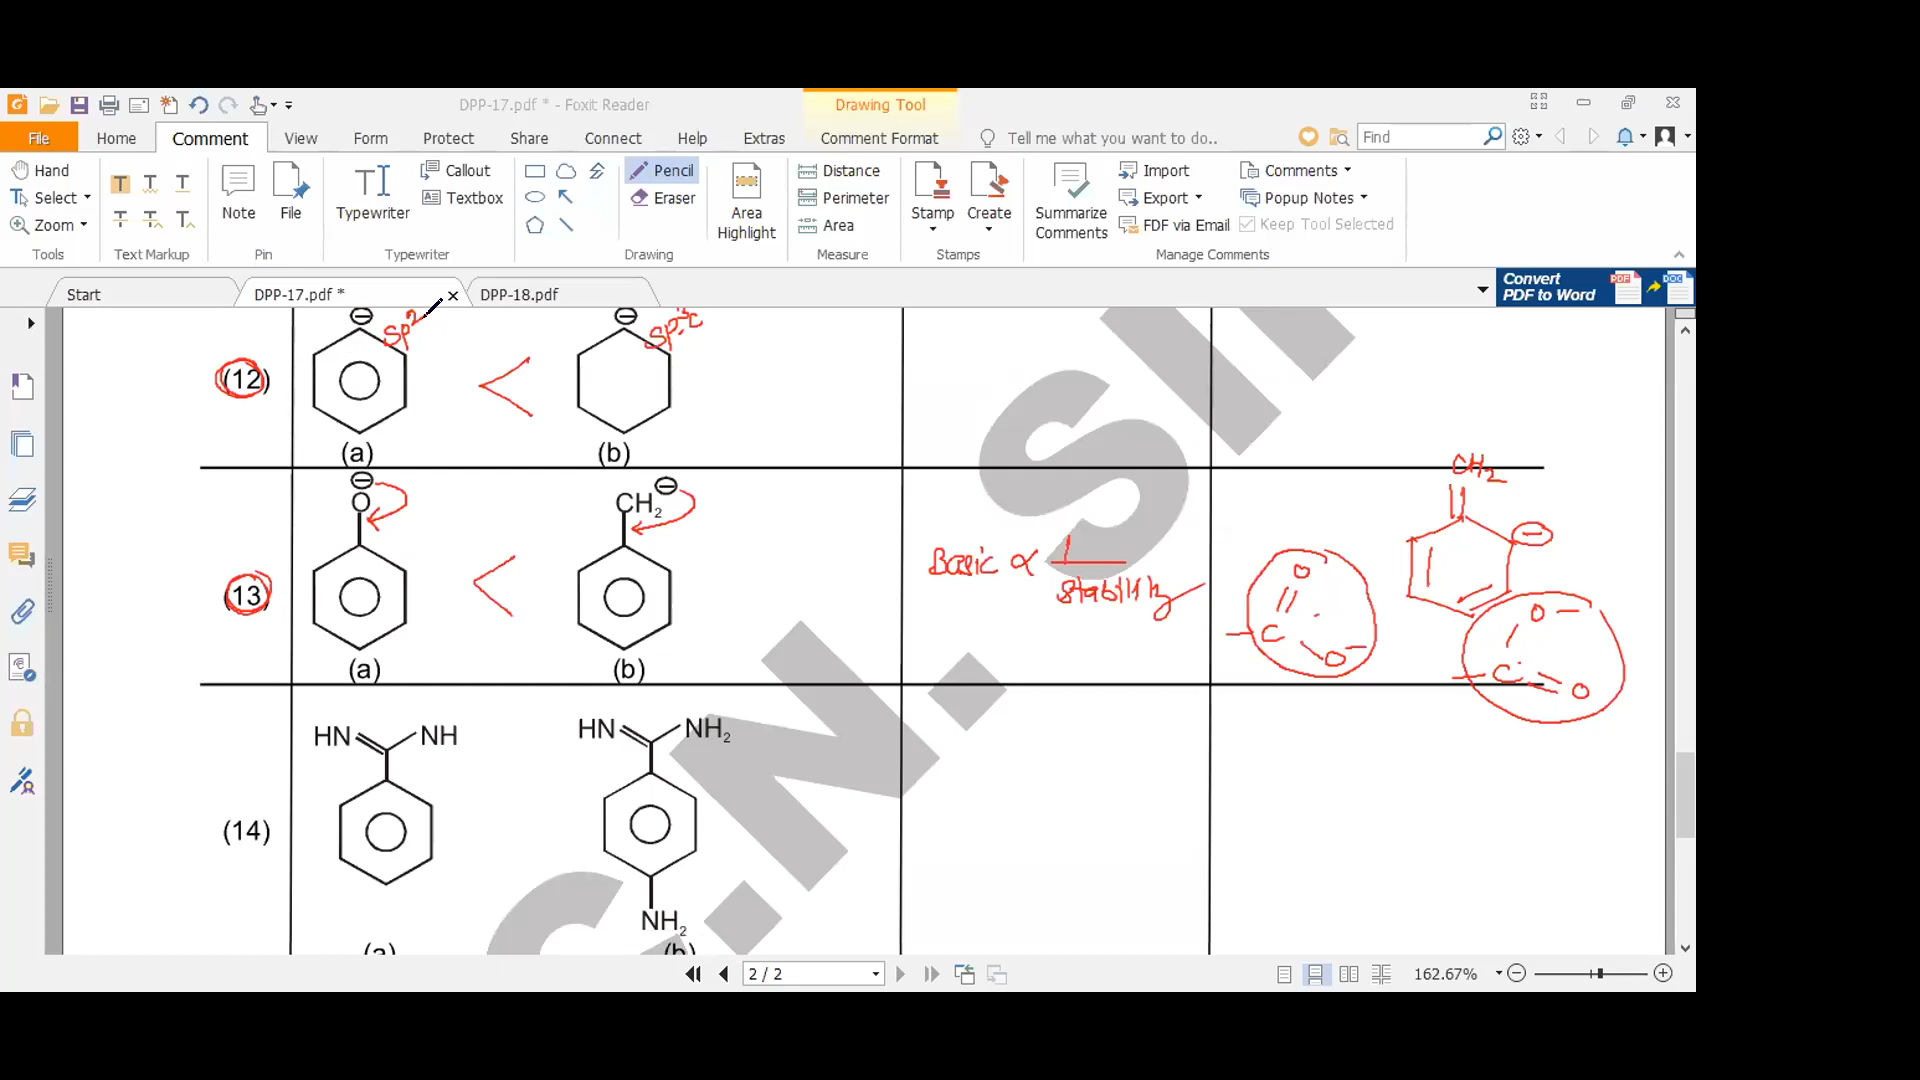 DPP-17.pdf * - Foxit Reader
Drawing Tool
File Home Comment View Form Protect Share Connect Help Extras Comment Format Tell me what you want to do.. Find
Hand
Select
Zoom
Tools
Text Markup
Note
File
Pin
Typewriter
Callout
Textbox
Typewriter
Pencil
Eraser
Drawing
Area Highlight
Distance
Perimeter
Area
Measure
Stamp
Create
Stamps
Summarize Comments
Import
Export
FDF via Email
Comments
Popup Notes
Keep Tool Selected
Manage Comments
Start DPP-17.pdf * DPP-18.pdf
Convert PDF to Word
PDF DOC
(12)
⊖ sp2
<
⊖
(a) (b)
(13)
⊖
O
<
CH2⊖
(a) (b)
Basic ∝ 1
Stability
CH2
⊖
O
– C
O–
O–
– C
O
(14)
HN NH
HN NH2
NH2
(a) (b)
C.N. SIN
2 / 2
162.67%